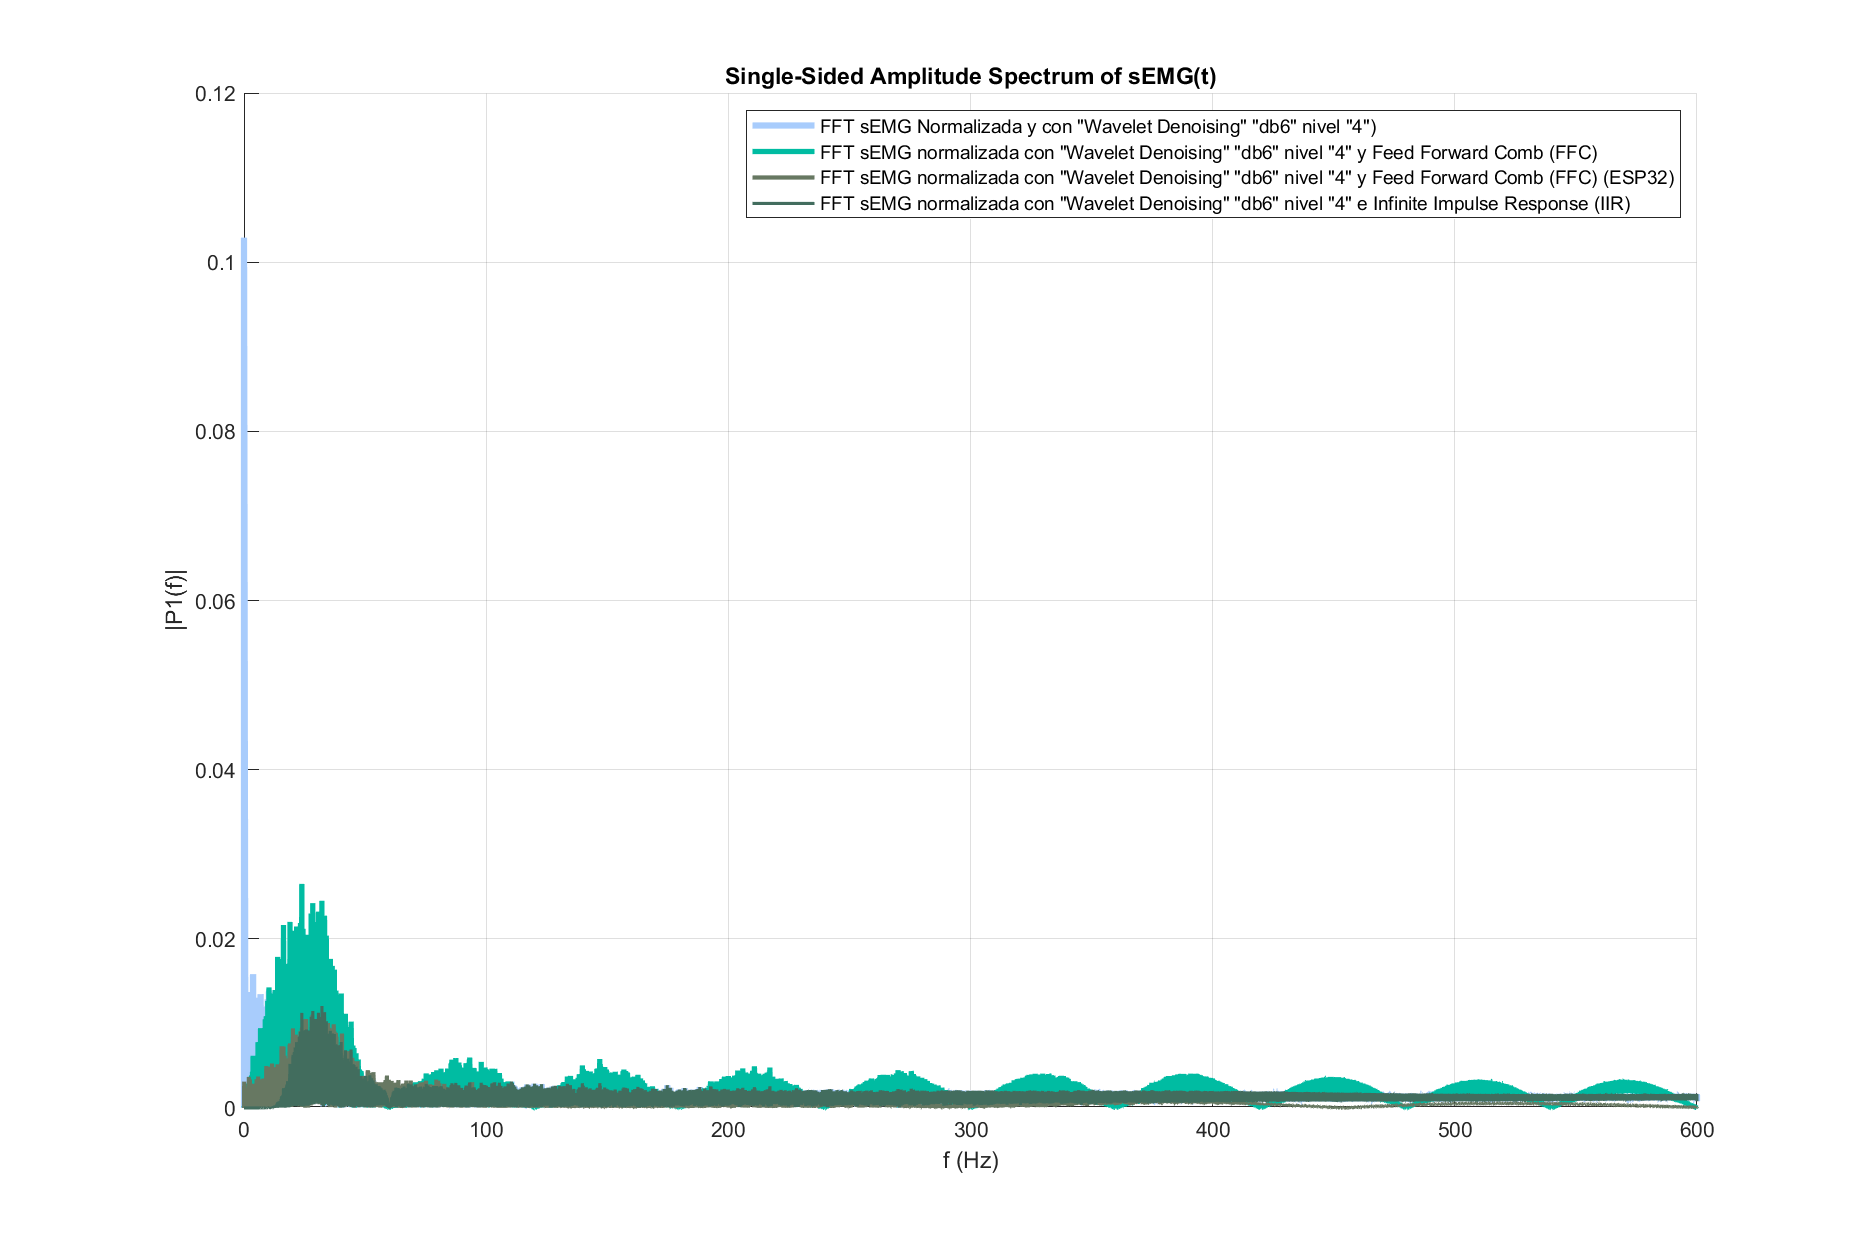 Single-Sided Amplitude Spectrum of sEMG(t)
FFT sEMG Normalizada y con "Wavelet Denoising" "db6" nivel "4")
FFT sEMG normalizada con "Wavelet Denoising" "db6" nivel "4" y Feed Forward Comb (FFC)
FFT sEMG normalizada con "Wavelet Denoising" "db6" nivel "4" y Feed Forward Comb (FFC) (ESP32)
FFT sEMG normalizada con "Wavelet Denoising" "db6" nivel "4" e Infinite Impulse Response (IIR)
0.12
0.1
0.08
0.06
0.04
0.02
0
|P1(f)|
0 100 200 300 400 500 600
f (Hz)